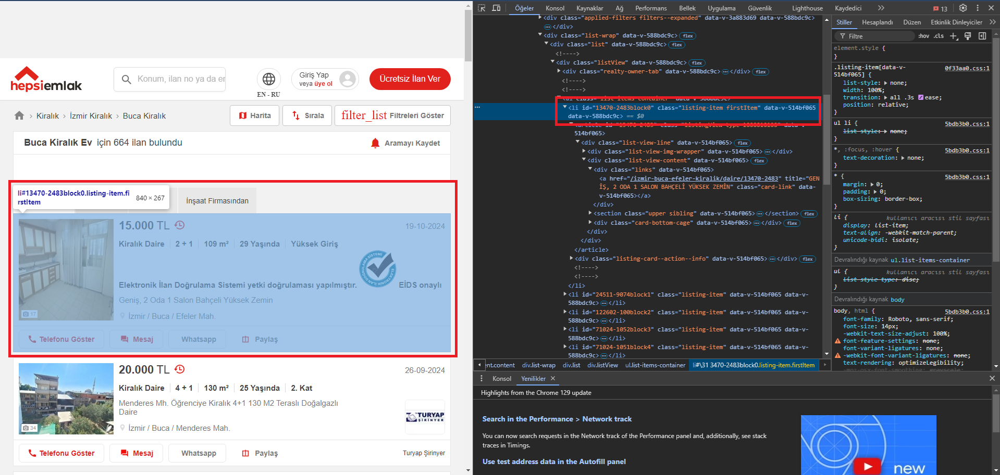 hepsiemlak
Konum, ilan no ya da er
EN - RU
Giriş Yap
veya üye ol
Ücretsiz İlan Ver
Kiralık > İzmir Kiralık > Buca Kiralık
Harita
Sırala
filter_list Filtreleri Göster
Buca Kiralık Ev için 664 ilan bulundu
Aramayı Kaydet
li#13470-2483block0.listing-item.fi
rstItem
840 × 267
İnşaat Firmasından
15.000 TL
19-10-2024
Kiralık Daire 2 + 1 109 m² 29 Yaşında Yüksek Giriş
Elektronik İlan Doğrulama Sistemi yetki doğrulaması yapılmıştır.
EİDS onaylı
Geniş, 2 Oda 1 Salon Bahçeli Yüksek Zemin
17
İzmir / Buca / Efeler Mah.
Telefonu Göster
Mesaj
Whatsapp
Paylaş
20.000 TL
26-09-2024
Kiralık Daire 4 + 1 130 m² 25 Yaşında 2. Kat
Menderes Mh. Öğrenciye Kiralık 4+1 130 M2 Teraslı Doğalgazlı
Daire
TURYAP
ŞİRİNYER
34
İzmir / Buca / Menderes Mah.
Telefonu Göster
Mesaj
Whatsapp
Paylaş
Turyap Şirinyer
Öğeler Konsol Kaynaklar Ağ Performans Bellek Uygulama Güvenlik Lighthouse Kaydedici
13
<div class="applied-filters filters--expanded" data-v-3a883d69 data-v-588bdc9c>
</div>
<div class="list-wrap" data-v-588bdc9c> flex
<div class="list" data-v-588bdc9c> flex
<!---->
<div class="listView" data-v-588bdc9c> flex
<div class="realty-owner-tab" data-v-588bdc9c> </div> flex
<!---->
<!---->
<ul class="list-items-container" data-v-588bdc9c>
<li id="13470-2483block0" class="listing-item firstItem" data-v-514bf065
data-v-588bdc9c> == $0
data-v-
514bf065>
<div class="list-view-line" data-v-514bf065> flex
<div class="list-view-img-wrapper" data-v-514bf065> </div>
<div class="list-view-content" data-v-514bf065> flex
<div class="links" data-v-514bf065>
<a href="/izmir-buca-efeler-kiralik/daire/13470-2483" title="GEN
İŞ, 2 ODA 1 SALON BAHÇELİ YÜKSEK ZEMİN" class="card-link" data-
v-514bf065></a>
</div>
<section class="upper sibling" data-v-514bf065> </section> flex
<div class="card-bottom-cage" data-v-514bf065> </div> flex
</div>
</div>
</article>
<div class="listing-card--action--info" data-v-514bf065> </div> flex
<!---->
<!---->
</li>
<li id="24511-9074block1" class="listing-item" data-v-514bf065 data-v-
588bdc9c> </li>
<li id="122602-100block2" class="listing-item" data-v-514bf065 data-v-
588bdc9c> </li>
<li id="71024-1052block3" class="listing-item" data-v-514bf065 data-v-
588bdc9c> </li>
<li id="71024-1051block4" class="listing-item" data-v-514bf065 data-v-
588bdc9c> </li>
ent.content div.list-wrap div.list div.listView ul.list-items-container li#\31 3470-2483block0.listing-item.firstItem
Stiller Hesaplandı Düzen Etkinlik Dinleyiciler
Filtre :hov .cls
element.style {
}
.listing-item[data-v-
514bf065] {
0f33aa0.css:1
list-style: none;
width: 100%;
transition: all .3s ease;
position: relative;
}
ul li {
5bdb3b0.css:1
list-style: none;
}
*, :focus, :hover {
5bdb3b0.css:1
text-decoration: none;
}
* {
5bdb3b0.css:1
margin: 0;
padding: 0;
box-sizing: border-box;
}
li {
kullanıcı aracısı stil sayfası
display: list-item;
text-align: -webkit-match-parent;
unicode-bidi: isolate;
}
Devralındığı kaynak ul.list-items-container
ul {
kullanıcı aracısı stil sayfası
list-style-type: disc;
}
Devralındığı kaynak body
body, html {
5bdb3b0.css:1
font-family: Roboto, sans-serif;
font-size: 14px;
-webkit-text-size-adjust: 100%;
font-feature-settings: none;
font-variant-ligatures: none;
-webkit-font-variant-ligatures: none;
text-rendering: optimizeLegibility;
-moz-osx-font-smoothing: grayscale;
Konsol Yenilikler
Highlights from the Chrome 129 update
Search in the Performance > Network track
You can now search requests in the Network track of the Performance panel and, additionally, see stack
traces in Timings.
Use test address data in the Autofill panel
new